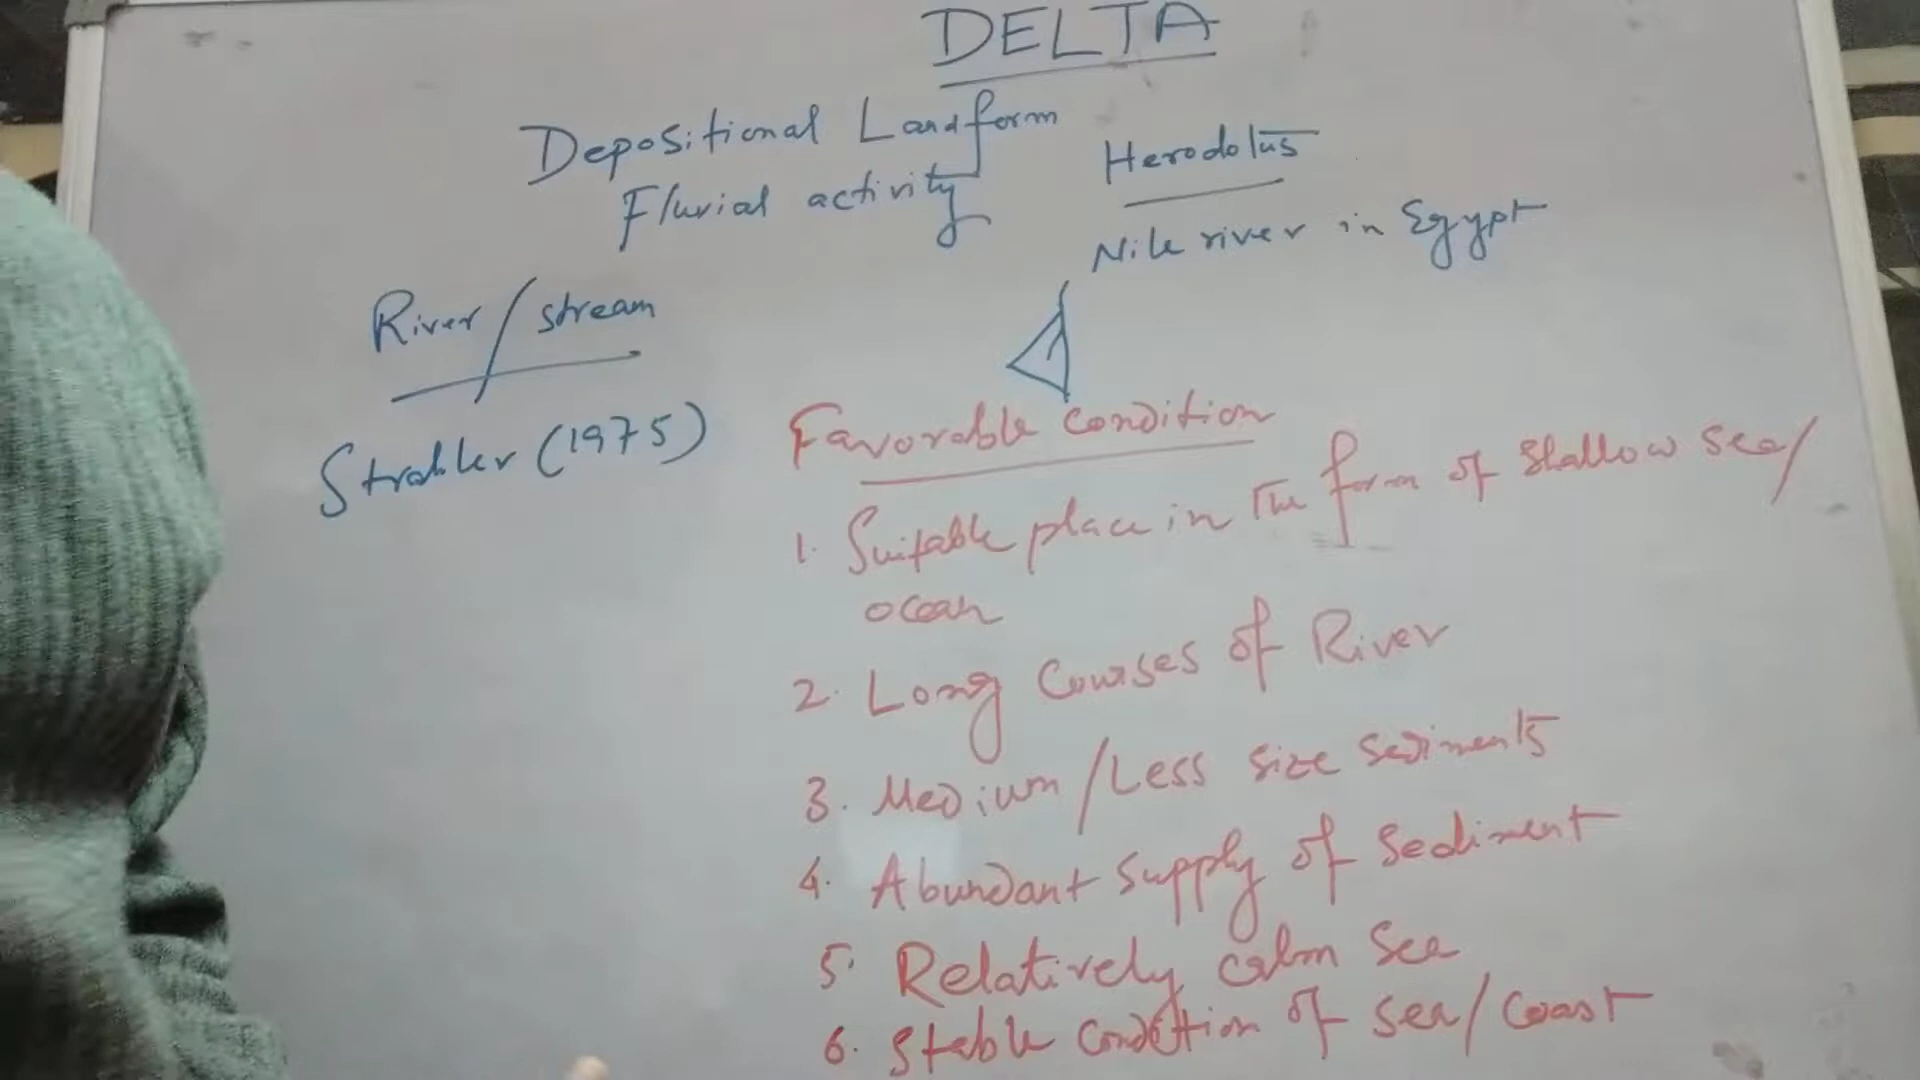 DELTA
Depositional Landform
Fluvial activity
Herodotus
Nile river in Egypt
River/stream
Strahler (1975)
Favorable condition
1. Suitable place in the form of shallow sea/
ocean
2. Long Courses of River
3. Medium/Less size sediments
4. Abundant supply of sediment
5. Relatively calm sea
6. Stable condition of sea/coast